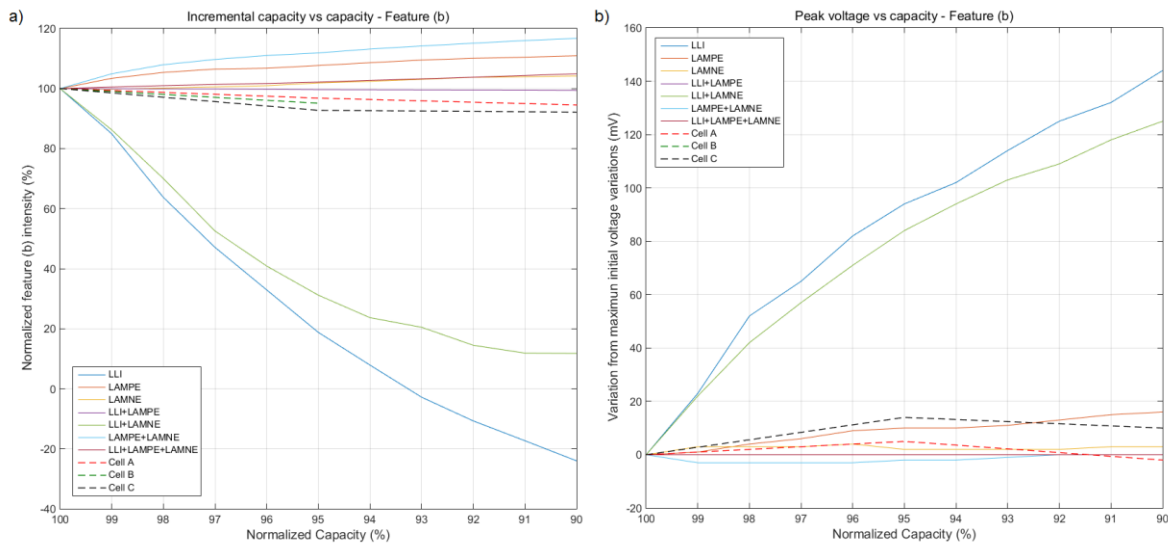 a)
Incremental capacity vs capacity - Feature (b)
Normalized feature (b) intensity (%)
120
100
80
60
40
20
0
-20
-40
LLI
LAMPE
LAMNE
LLI+LAMPE
LLI+LAMNE
LAMPE+LAMNE
LLI+LAMPE+LAMNE
Cell A
Cell B
Cell C
100 99 98 97 96 95 94 93 92 91 90
Normalized Capacity (%)
b)
Peak voltage vs capacity - Feature (b)
Variation from maximun initial voltage variations (mV)
LLI
LAMPE
LAMNE
LLI+LAMPE
LLI+LAMNE
LAMPE+LAMNE
LLI+LAMPE+LAMNE
Cell A
Cell B
Cell C
140
120
100
80
60
40
20
0
-20
100 99 98 97 96 95 94 93 92 91 90
Normalized Capacity (%)